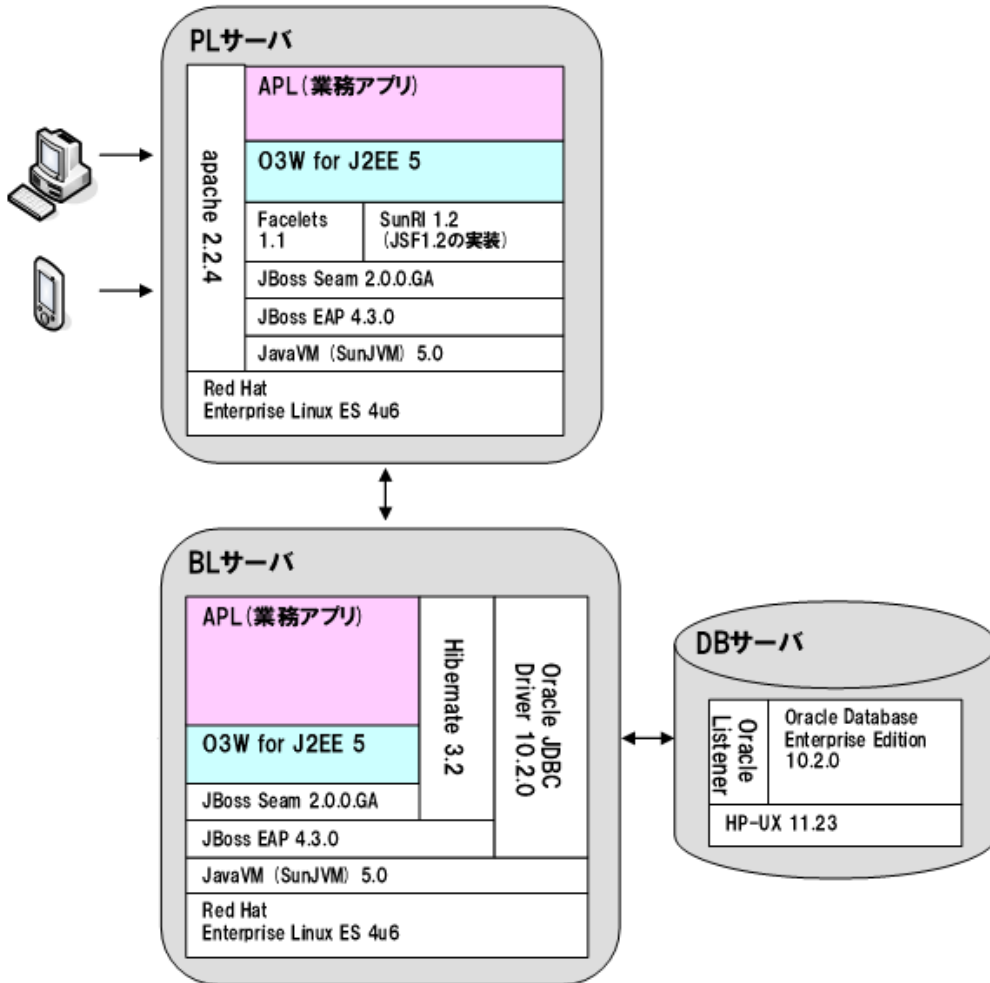 PLサーバ
apache 2.2.4
APL(業務アプリ)
O3W for J2EE 5
Facelets
1.1
SunRI 1.2
(JSF1.2の実装)
JBoss Seam 2.0.0.GA
JBoss EAP 4.3.0
JavaVM (SunJVM) 5.0
Red Hat
Enterprise Linux ES 4u6
BLサーバ
APL(業務アプリ)
O3W for J2EE 5
JBoss Seam 2.0.0.GA
JBoss EAP 4.3.0
Hibernate 3.2
Oracle JDBC
Driver 10.2.0
JavaVM (SunJVM) 5.0
Red Hat
Enterprise Linux ES 4u6
DBサーバ
Oracle
Listener
Oracle Database
Enterprise Edition
10.2.0
HP-UX 11.23